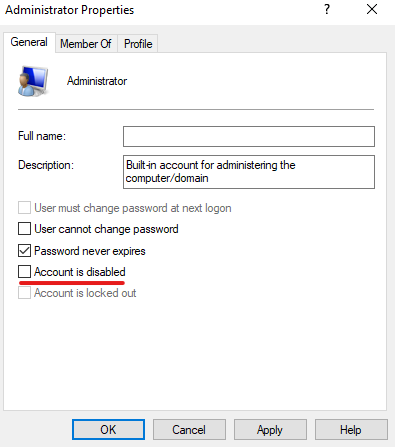 Administrator Properties
General Member Of Profile
Administrator
Full name:
Description: Built-in account for administering the
computer/domain
User must change password at next logon
User cannot change password
Password never expires
Account is disabled
Account is locked out
OK Cancel Apply Help